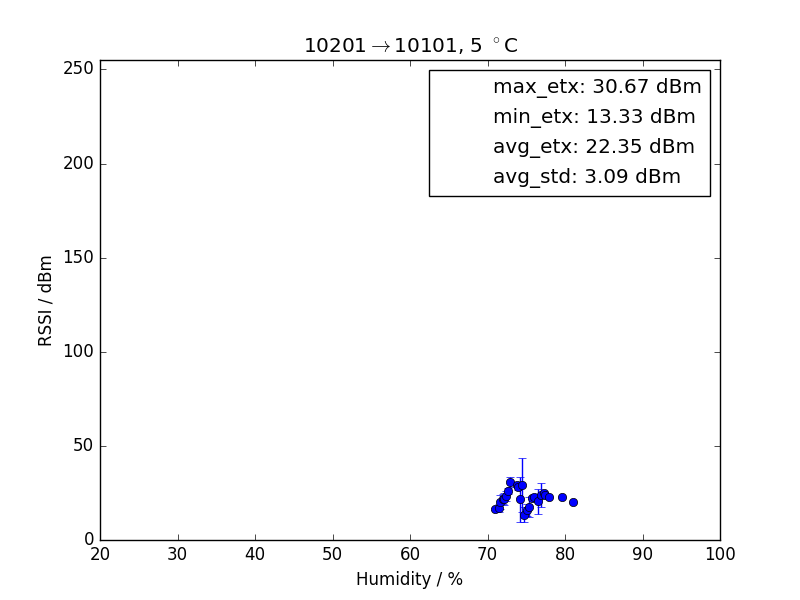 10201→10101, 5 °C
max_etx: 30.67 dBm
min_etx: 13.33 dBm
avg_etx: 22.35 dBm
avg_std: 3.09 dBm
RSSI / dBm
250
200
150
100
50
0
20 30 40 50 60 70 80 90 100
Humidity / %